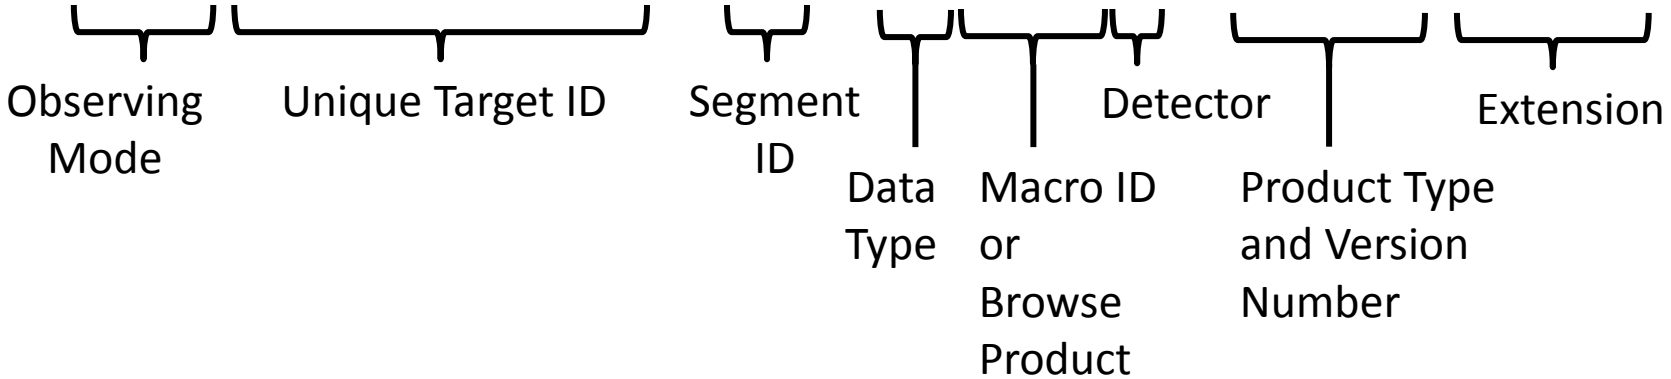 Observing
Mode
Unique Target ID
Segment
ID
Data
Type
Macro ID
or
Browse
Product
Detector
Product Type
and Version
Number
Extension